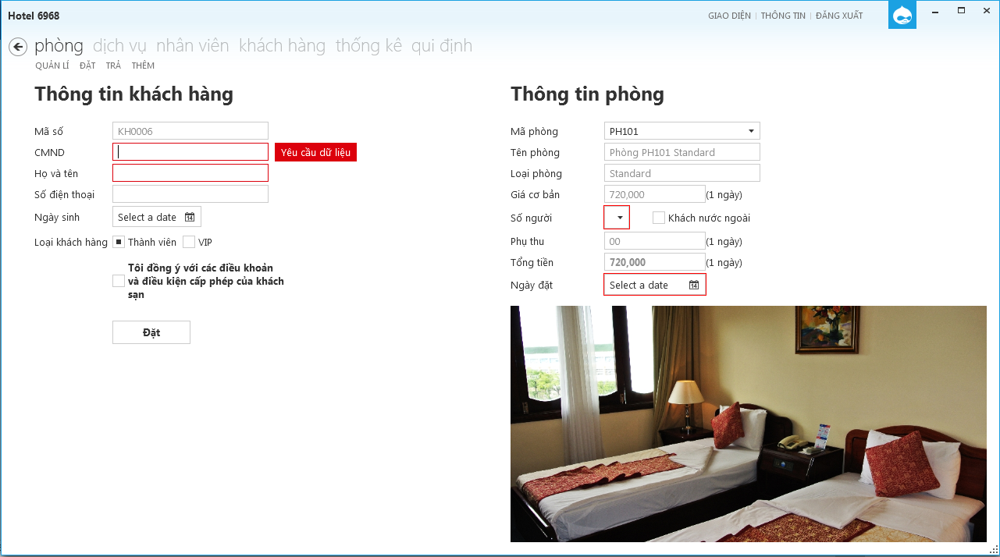 Hotel 6968
GIAO DIỆN | THÔNG TIN | ĐĂNG XUẤT
phòng dịch vụ nhân viên khách hàng thống kê qui định
QUẢN LÍ ĐẶT TRẢ THÊM
Thông tin khách hàng
Mã số KH0006
CMND Yêu cầu dữ liệu
Họ và tên
Số điện thoại
Ngày sinh Select a date 14
Loại khách hàng Thành viên VIP
Tôi đồng ý với các điều khoản
và điều kiện cấp phép của khách
sạn
Đặt
Thông tin phòng
Mã phòng PH101
Tên phòng Phòng PH101 Standard
Loại phòng Standard
Giá cơ bản 720,000 (1 ngày)
Số người Khách nước ngoài
Phụ thu 00 (1 ngày)
Tổng tiền 720,000 (1 ngày)
Ngày đặt Select a date 14